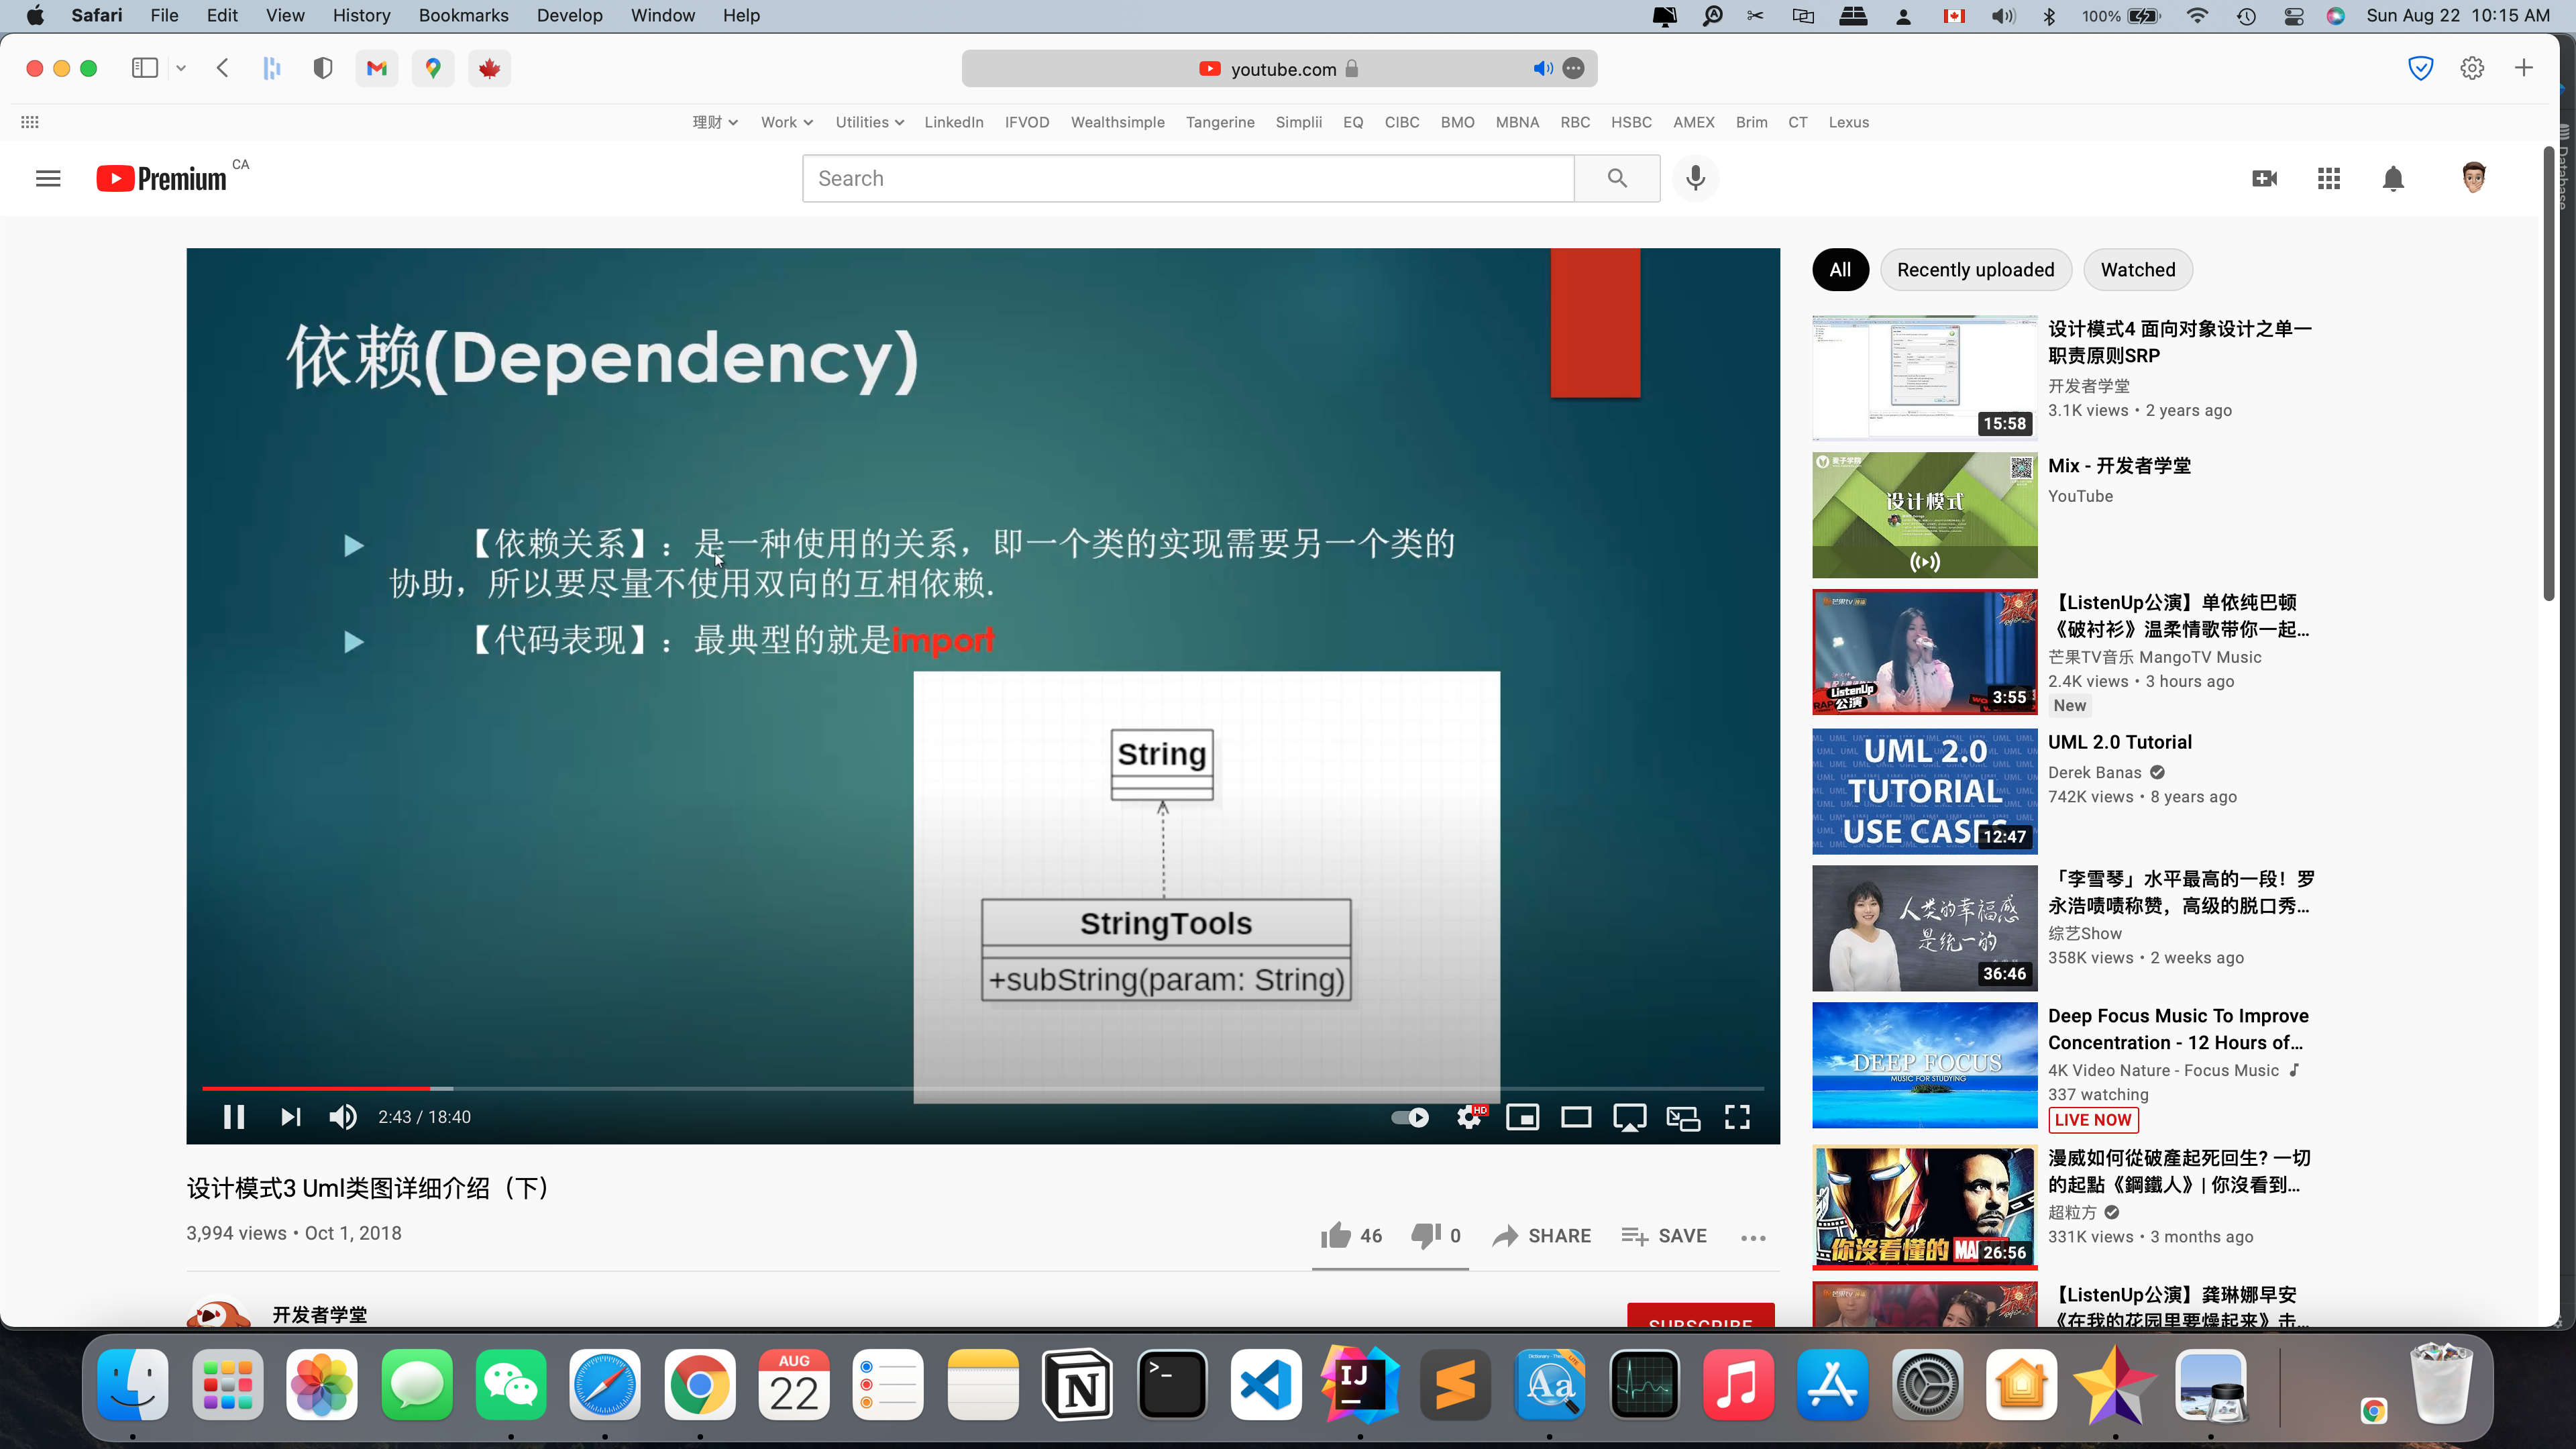 Safari File Edit View History Bookmarks Develop Window Help 100% Sun Aug 22 10:15 AM
youtube.com
理财 Work Utilities LinkedIn IFVOD Wealthsimple Tangerine Simplii EQ CIBC BMO MBNA RBC HSBC AMEX Brim CT Lexus
Premium CA
Search
Database
依赖(Dependency)
【依赖关系】：是一种使用的关系，即一个类的实现需要另一个类的
协助，所以要尽量不使用双向的互相依赖.
【代码表现】：最典型的就是import
String
StringTools
+subString(param: String)
2:43 / 18:40
HD
设计模式3 Uml类图详细介绍（下）
3,994 views • Oct 1, 2018
46 0 SHARE SAVE
开发者学堂
SUBSCRIBE
All Recently uploaded Watched
15:58
设计模式4 面向对象设计之单一
职责原则SRP
开发者学堂
3.1K views • 2 years ago
麦子学院
设计模式
Mix - 开发者学堂
YouTube
芒果tv
ListenUp
公演
3:55
【ListenUp公演】单依纯巴顿
《破衬衫》温柔情歌带你一起...
芒果TV音乐 MangoTV Music
2.4K views • 3 hours ago
New
UML 2.0
TUTORIAL
USE CASES
12:47
UML 2.0 Tutorial
Derek Banas
742K views • 8 years ago
人类的幸福感
是统一的
36:46
「李雪琴」水平最高的一段！罗
永浩啧啧称赞，高级的脱口秀...
综艺Show
358K views • 2 weeks ago
DEEP FOCUS
MUSIC FOR STUDYING
Deep Focus Music To Improve
Concentration - 12 Hours of...
4K Video Nature - Focus Music
337 watching
LIVE NOW
你沒看懂的 MA
26:56
漫威如何從破產起死回生? 一切
的起點《鋼鐵人》| 你沒看到...
超粒方
331K views • 3 months ago
【ListenUp公演】龚琳娜早安
《在我的花园里要燥起来》击...
AUG
22
N
>_
IJ
Aa